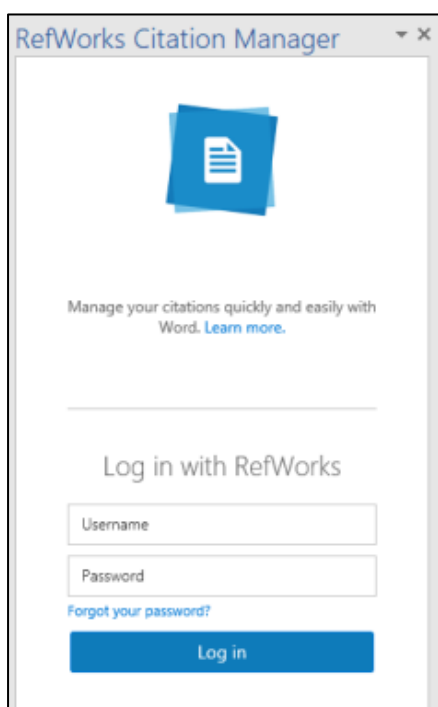 RefWorks Citation Manager
Manage your citations quickly and easily with
Word. Learn more.
Log in with RefWorks
Username
Password
Forgot your password?
Log in